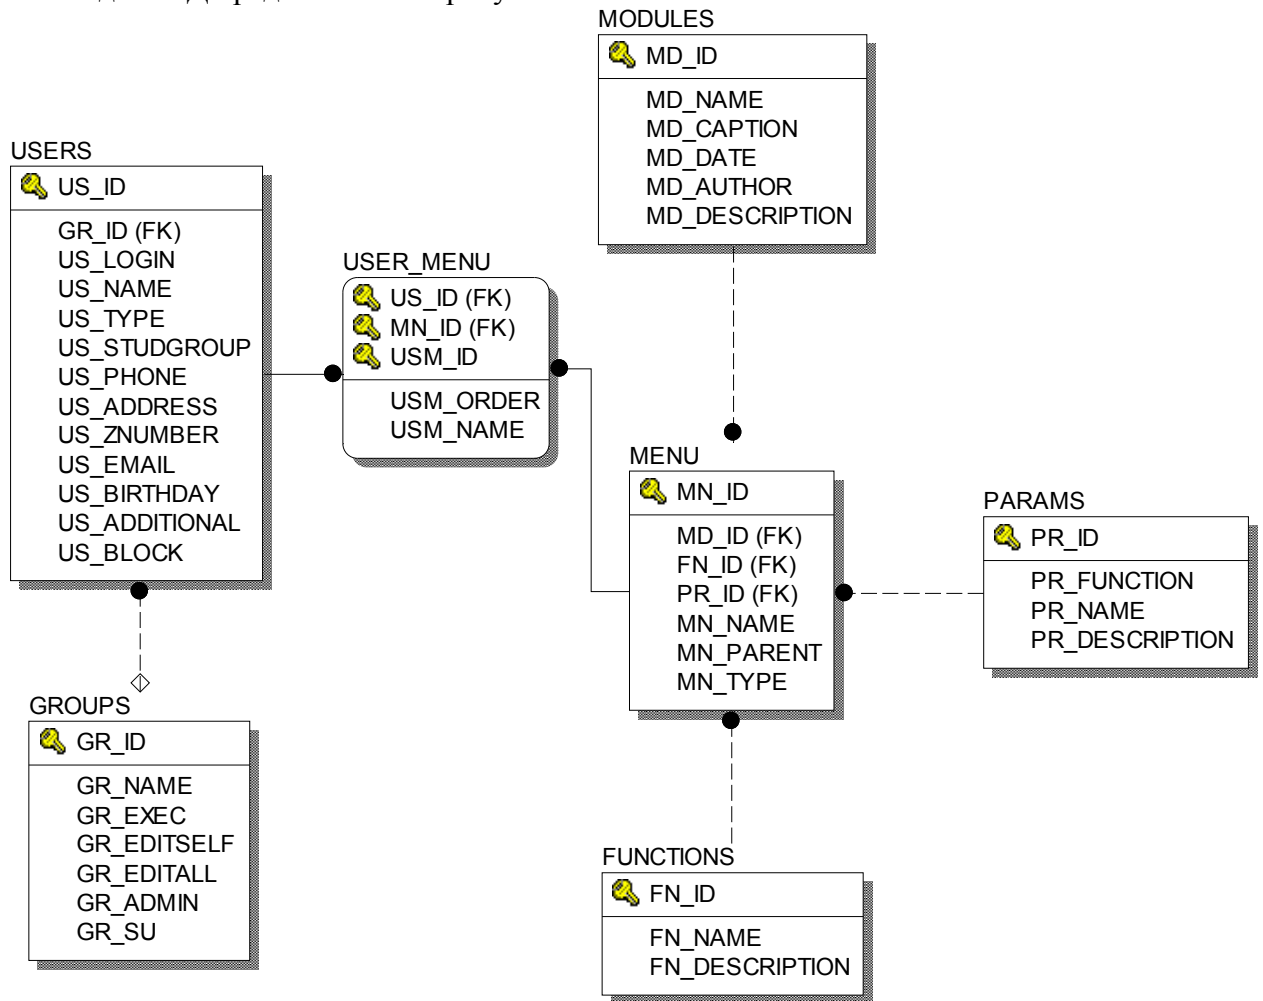 MODULES
MD_ID
MD_NAME
MD_CAPTION
MD_DATE
MD_AUTHOR
MD_DESCRIPTION
USERS
US_ID
GR_ID (FK)
US_LOGIN
US_NAME
US_TYPE
US_STUDGROUP
US_PHONE
US_ADDRESS
US_ZNUMBER
US_EMAIL
US_BIRTHDAY
US_ADDITIONAL
US_BLOCK
USER_MENU
US_ID (FK)
MN_ID (FK)
USM_ID
USM_ORDER
USM_NAME
MENU
MN_ID
MD_ID (FK)
FN_ID (FK)
PR_ID (FK)
MN_NAME
MN_PARENT
MN_TYPE
PARAMS
PR_ID
PR_FUNCTION
PR_NAME
PR_DESCRIPTION
GROUPS
GR_ID
GR_NAME
GR_EXEC
GR_EDITSELF
GR_EDITALL
GR_ADMIN
GR_SU
FUNCTIONS
FN_ID
FN_NAME
FN_DESCRIPTION